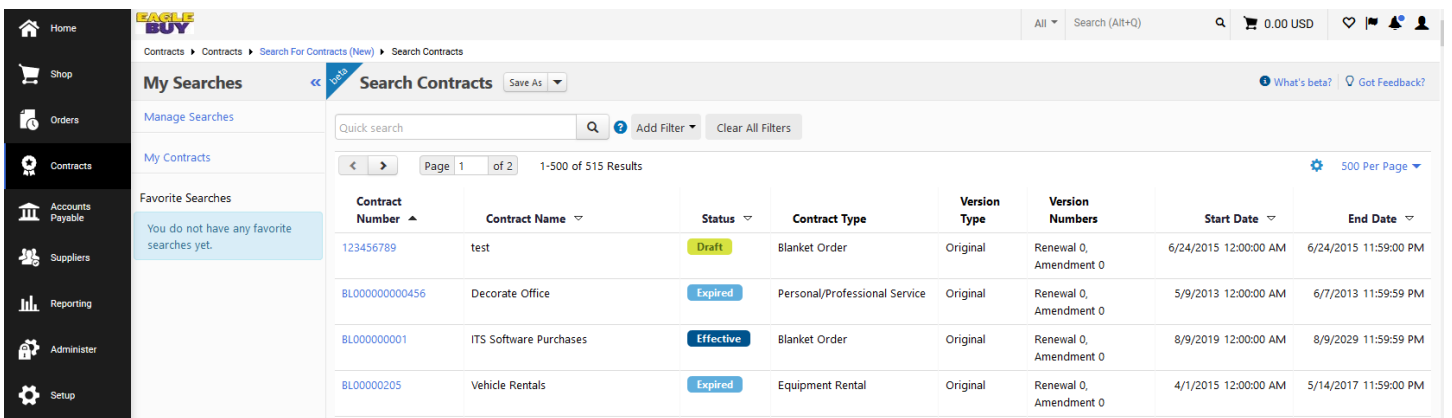 Home
Shop
Orders
Contracts
Accounts
Payable
Suppliers
Reporting
Administer
Setup
EAGLE
BUY
All
Search (Alt+Q)
0.00 USD
Contracts Contracts Search For Contracts (New) Search Contracts
My Searches «
Manage Searches
My Contracts
Favorite Searches
You do not have any favorite
searches yet.
beta
Search Contracts Save As
What's beta? Got Feedback?
Quick search ? Add Filter Clear All Filters
< > Page 1 of 2 1-500 of 515 Results 500 Per Page
Contract Version Version
Number Contract Name Status Contract Type Type Numbers Start Date End Date
123456789 test Draft Blanket Order Original Renewal 0, 6/24/2015 12:00:00 AM 6/24/2015 11:59:00 PM
Amendment 0
BL000000000456 Decorate Office Expired Personal/Professional Service Original Renewal 0, 5/9/2013 12:00:00 AM 6/7/2013 11:59:59 PM
Amendment 0
BL000000001 ITS Software Purchases Effective Blanket Order Original Renewal 0, 8/9/2019 12:00:00 AM 8/9/2029 11:59:59 PM
Amendment 0
BL00000205 Vehicle Rentals Expired Equipment Rental Original Renewal 0, 4/1/2015 12:00:00 AM 5/14/2017 11:59:00 PM
Amendment 0